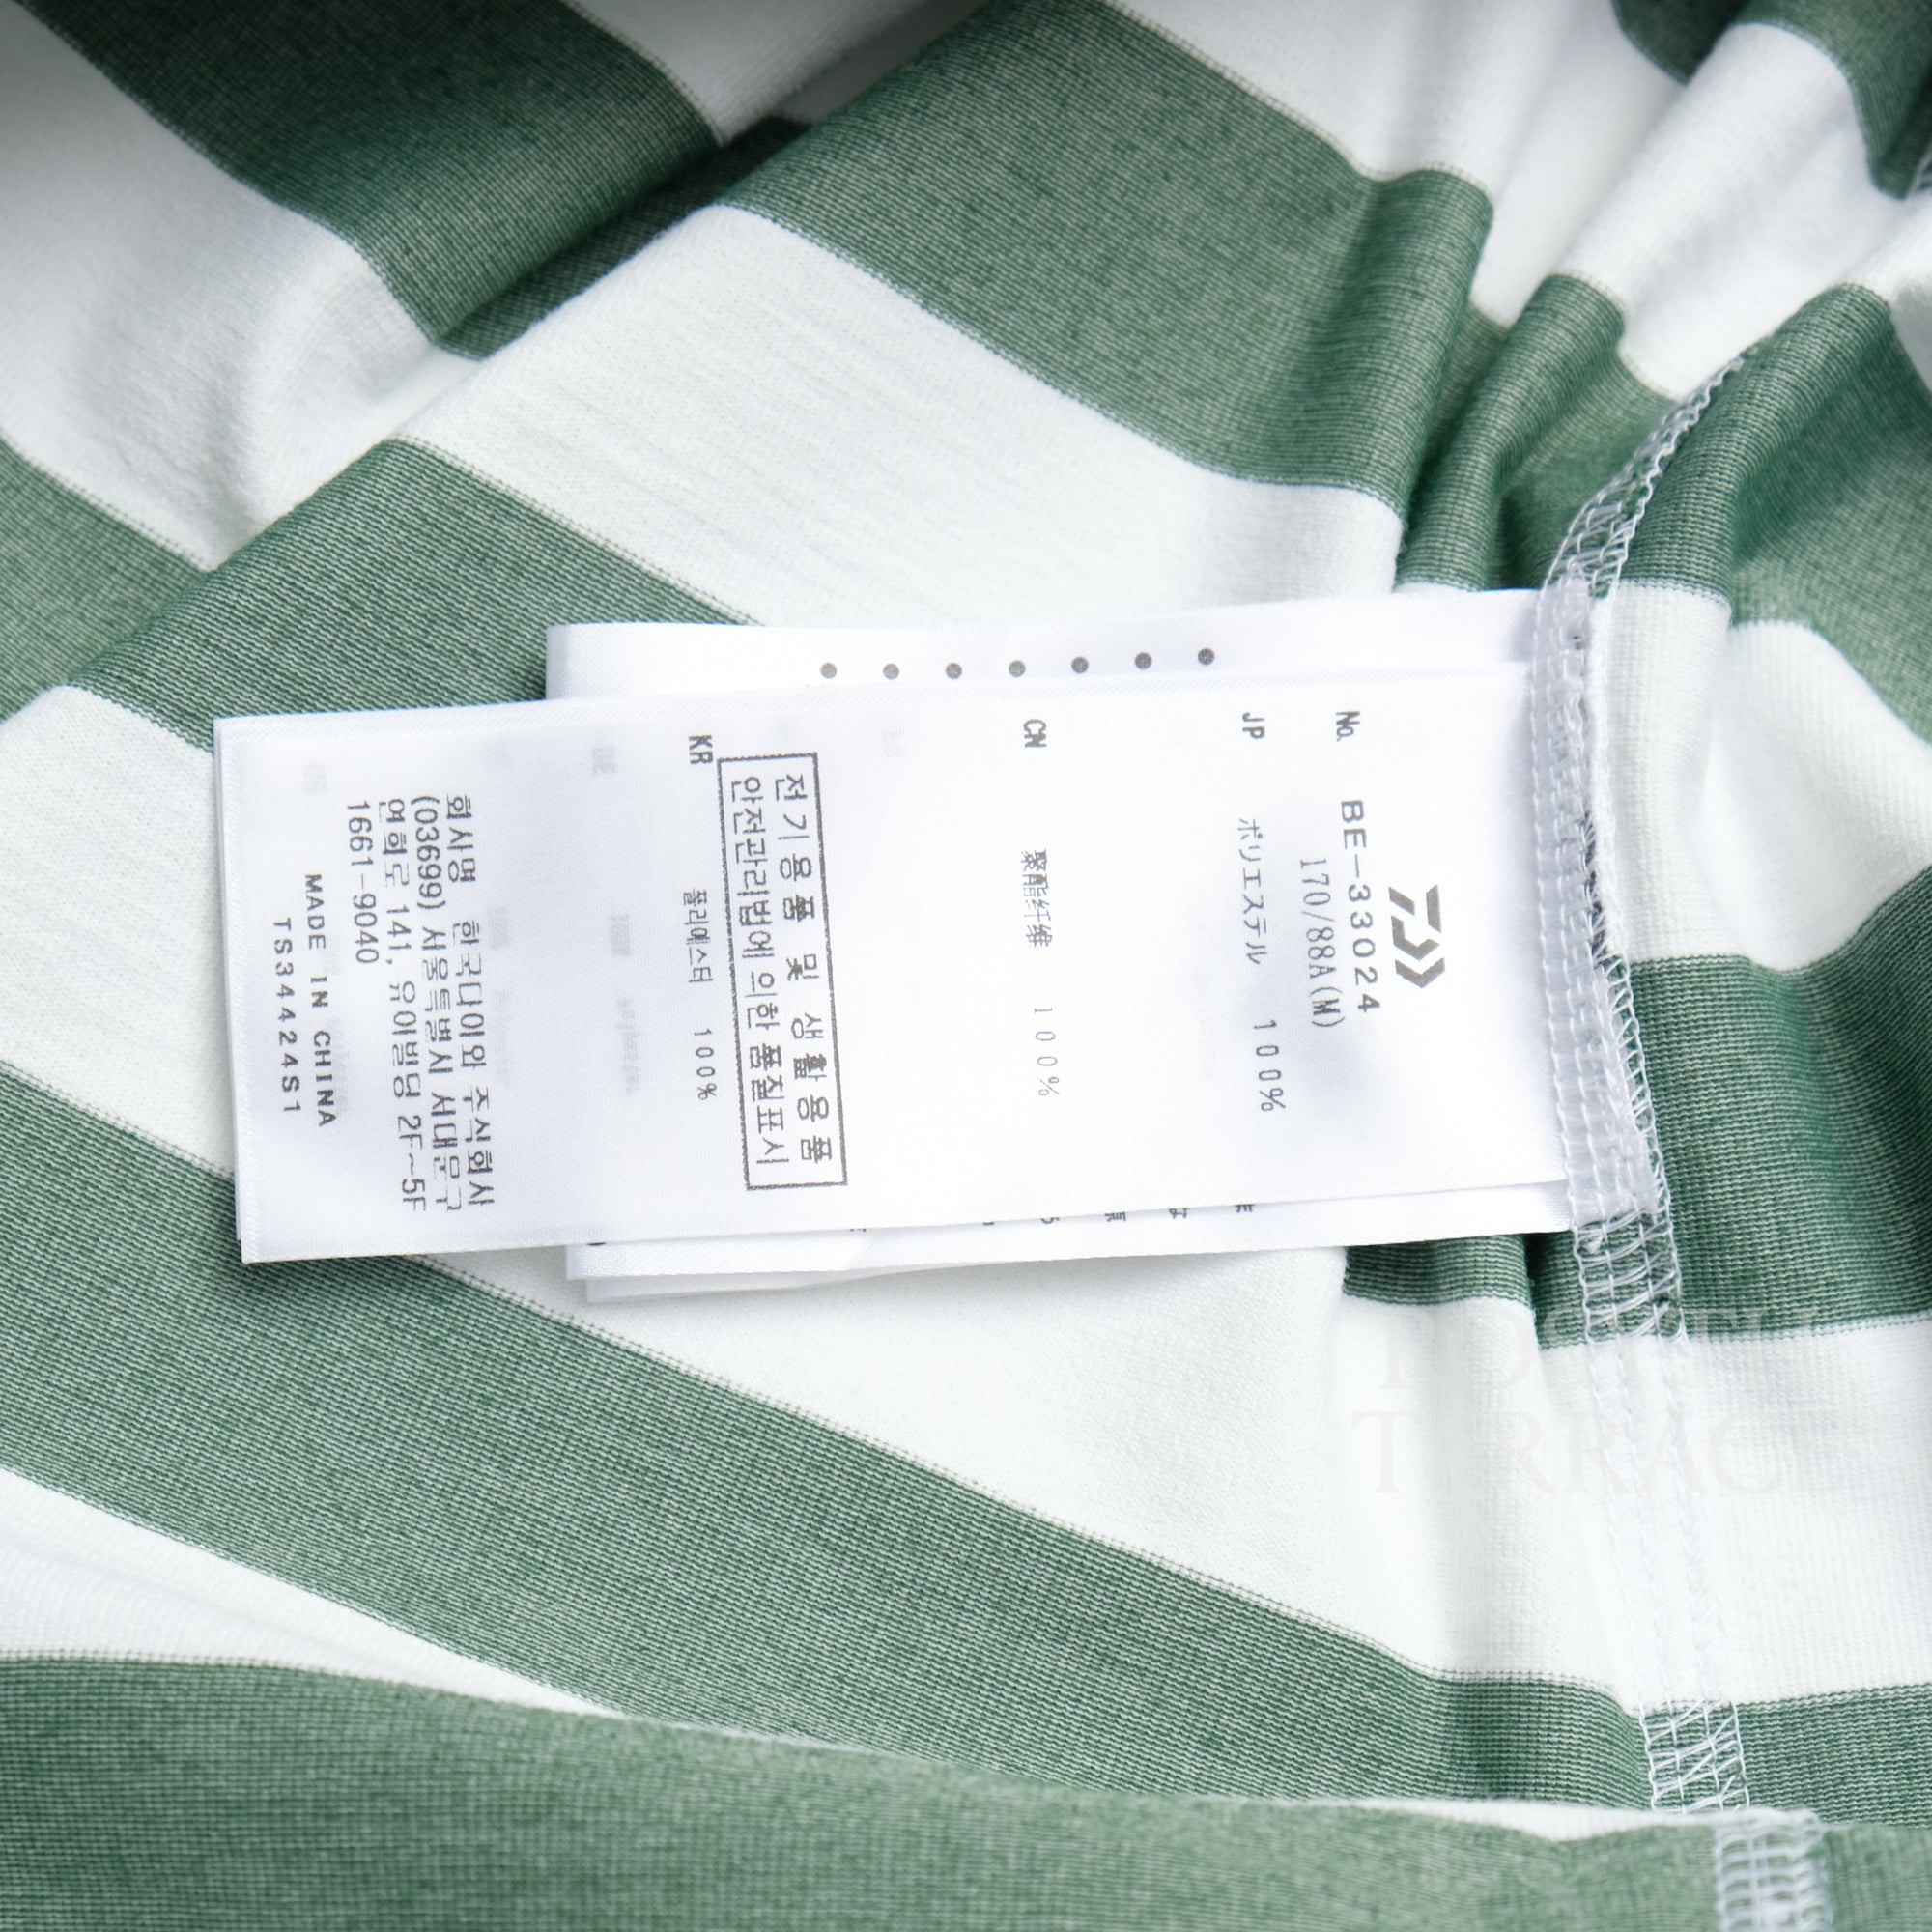 No. BE-33024
170/88A(M)
JP ポリエステル 100%
CN 聚酯纤维 100%
전기용품 및 생활용품
안전관리법에 의한 품질표시
KR 폴리에스터 100%
회사명 한국다이와 주식회사
(03699) 서울특별시 서대문구
연희로 141, 유이빌딩 2F~5F
1661-9040
MADE IN CHINA
TS34424S1
TERRACE